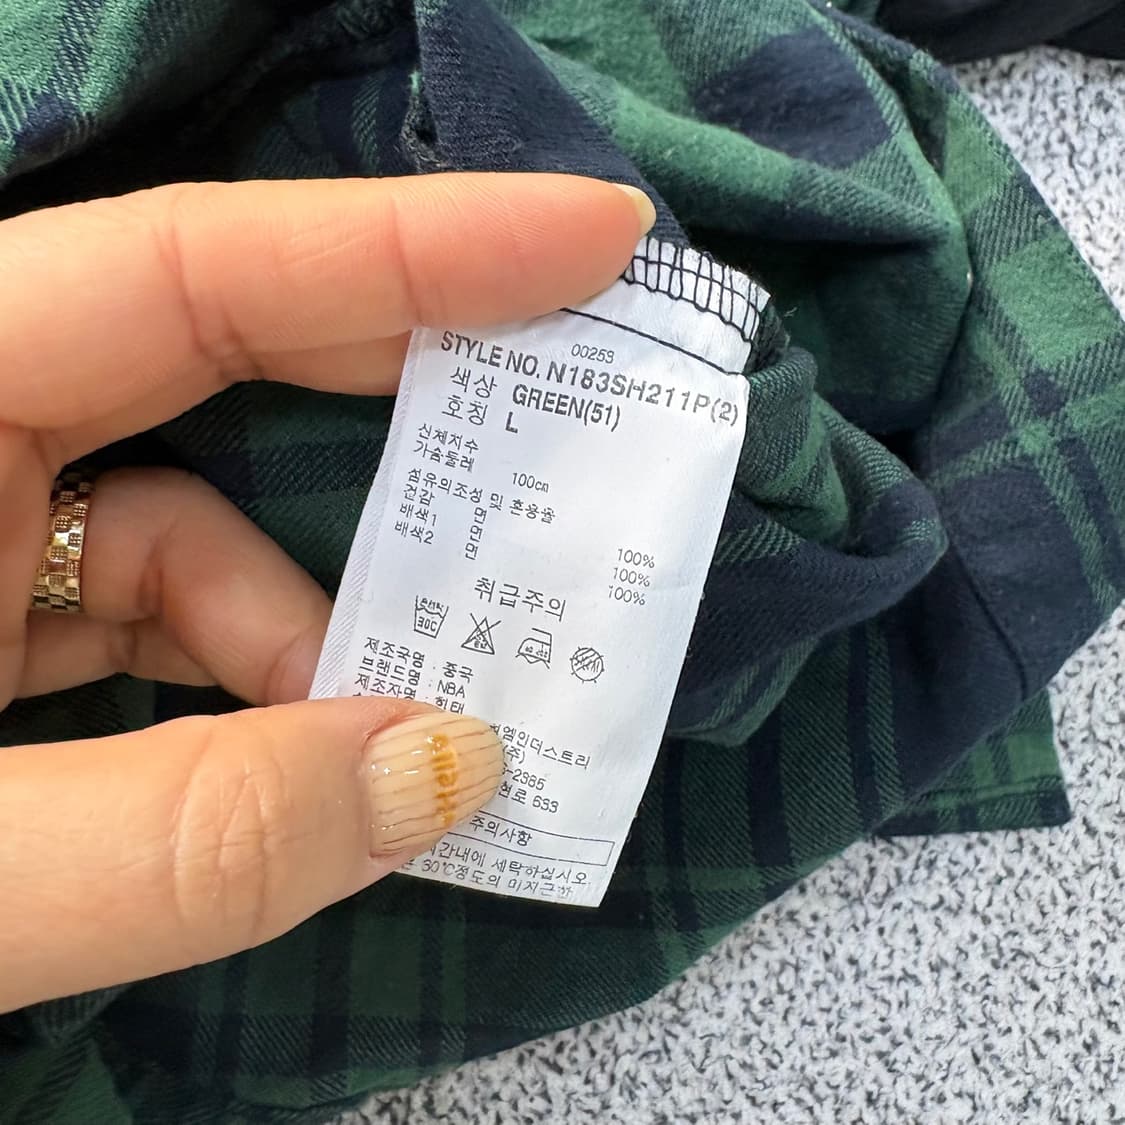 00253
STYLE NO. N183SH211P(2)
색상 GREEN(51)
호칭 L
신체치수
가슴둘레 100cm
섬유의조성 및 혼용율
겉감 면 100%
배색1 면 100%
배색2 면 100%
취급주의
30℃
제조국명 : 중국
브랜드명 : NBA
제조자명 :
엠인더스트리
(주)
-2385
현로 633
주의사항
간내에 세탁하십시오
30℃정도의 미지근한